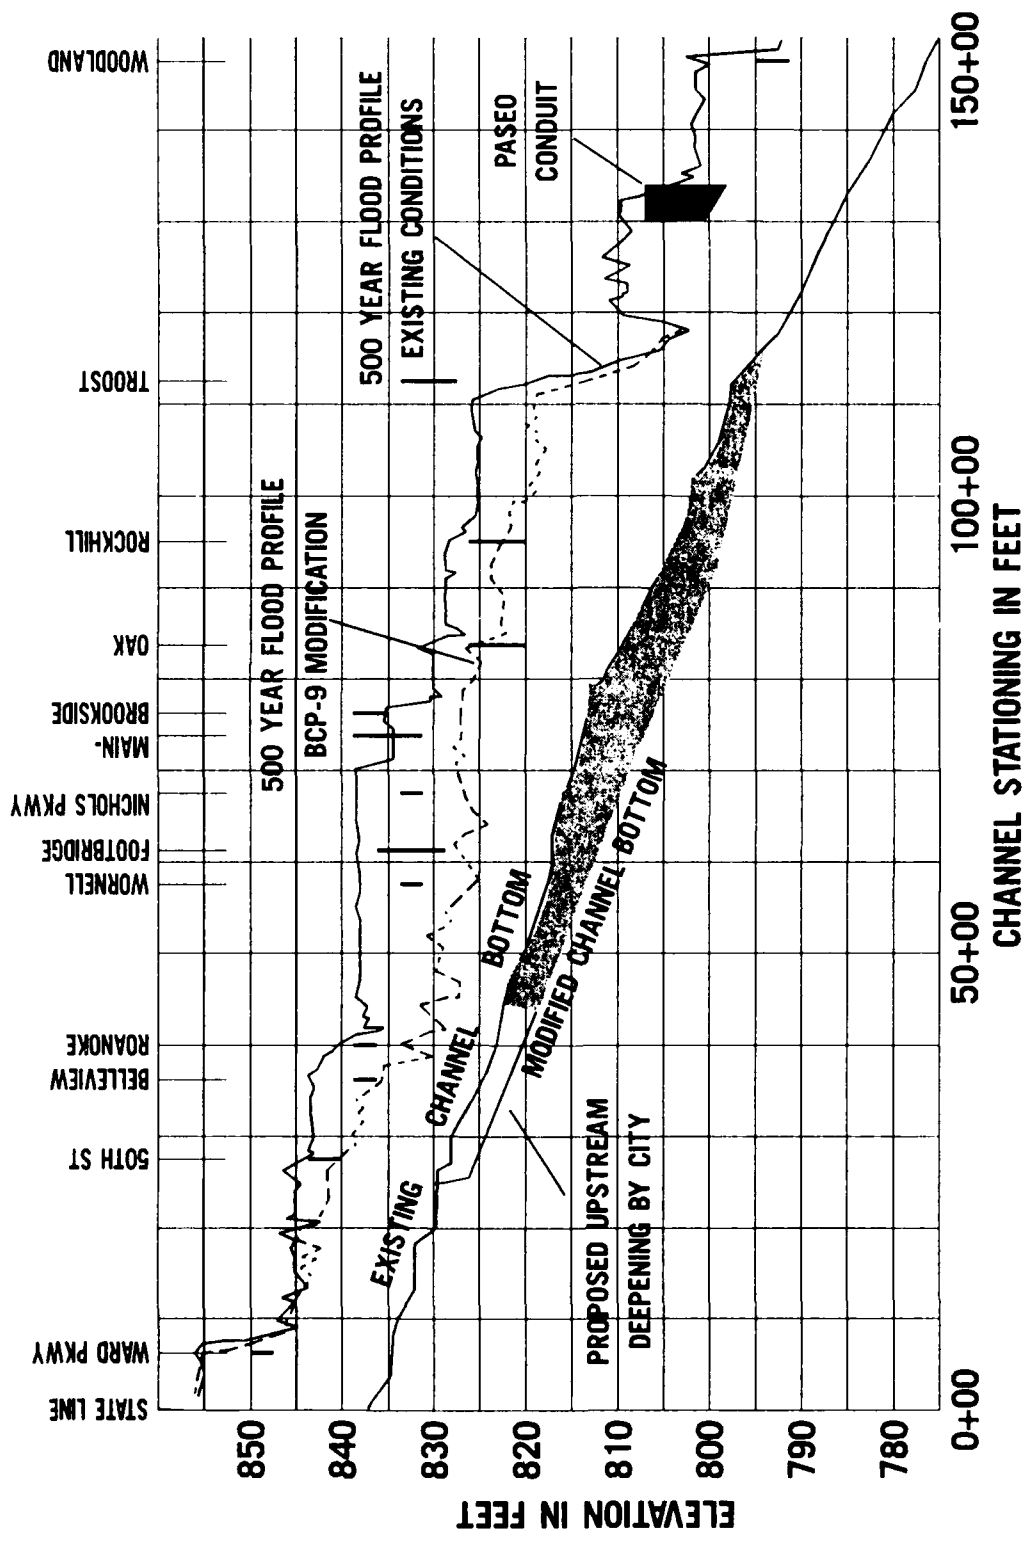 STATE LINE
WARD PKWY
50TH ST
BELLEVIEW
ROANOKE
WORNELL
FOOTBRIDGE
NICHOLS PKWY
MAIN-
BROOKSIDE
OAK
ROCKHILL
TROOST
WOODLAND
500 YEAR FLOOD PROFILE
BCP-9 MODIFICATION
500 YEAR FLOOD PROFILE
EXISTING CONDITIONS
PASEO
CONDUIT
EXISTING CHANNEL BOTTOM
MODIFIED CHANNEL BOTTOM
PROPOSED UPSTREAM
DEEPENING BY CITY
ELEVATION IN FEET
850
840
830
820
810
800
790
780
0+00
50+00
100+00
150+00
CHANNEL STATIONING IN FEET